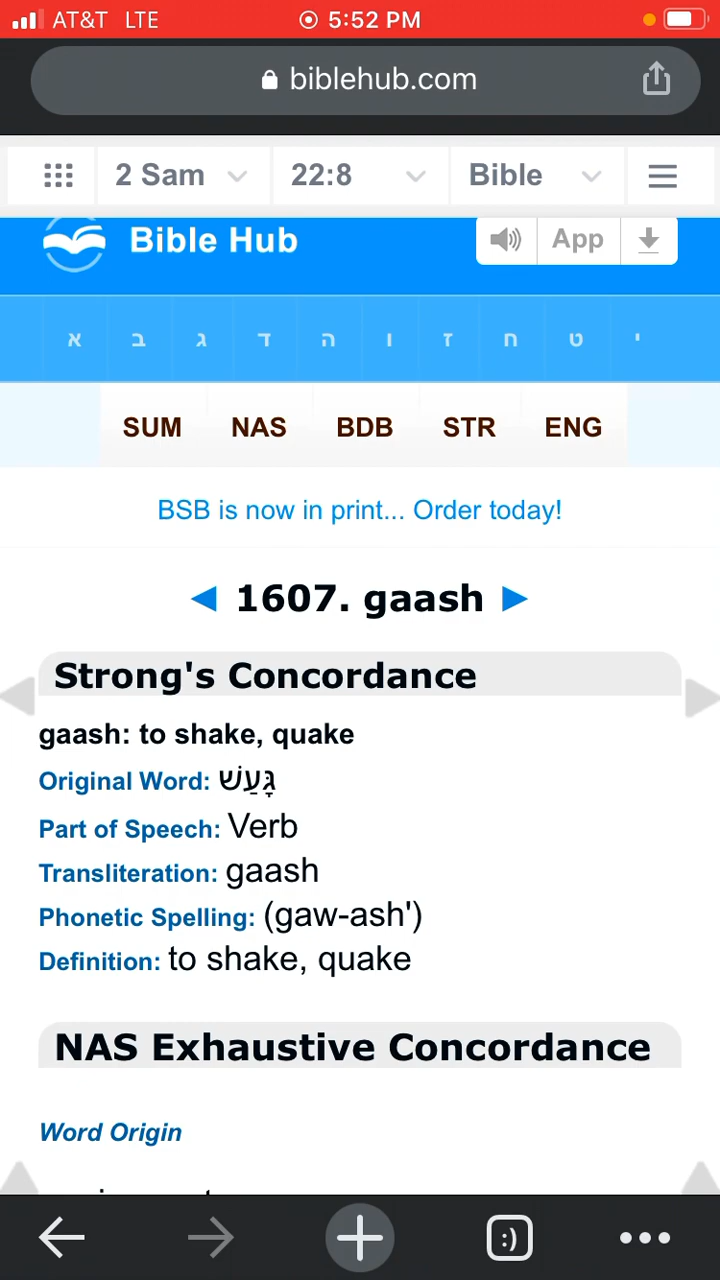 AT&T LTE 5:52 PM
biblehub.com
2 Sam 22:8 Bible
Bible Hub App
א ב ג ד ה ו ז ח ט י
SUM NAS BDB STR ENG
BSB is now in print... Order today!
◄ 1607. gaash ►
Strong's Concordance
gaash: to shake, quake
Original Word: גָּעַשׁ
Part of Speech: Verb
Transliteration: gaash
Phonetic Spelling: (gaw-ash')
Definition: to shake, quake
NAS Exhaustive Concordance
Word Origin
:)